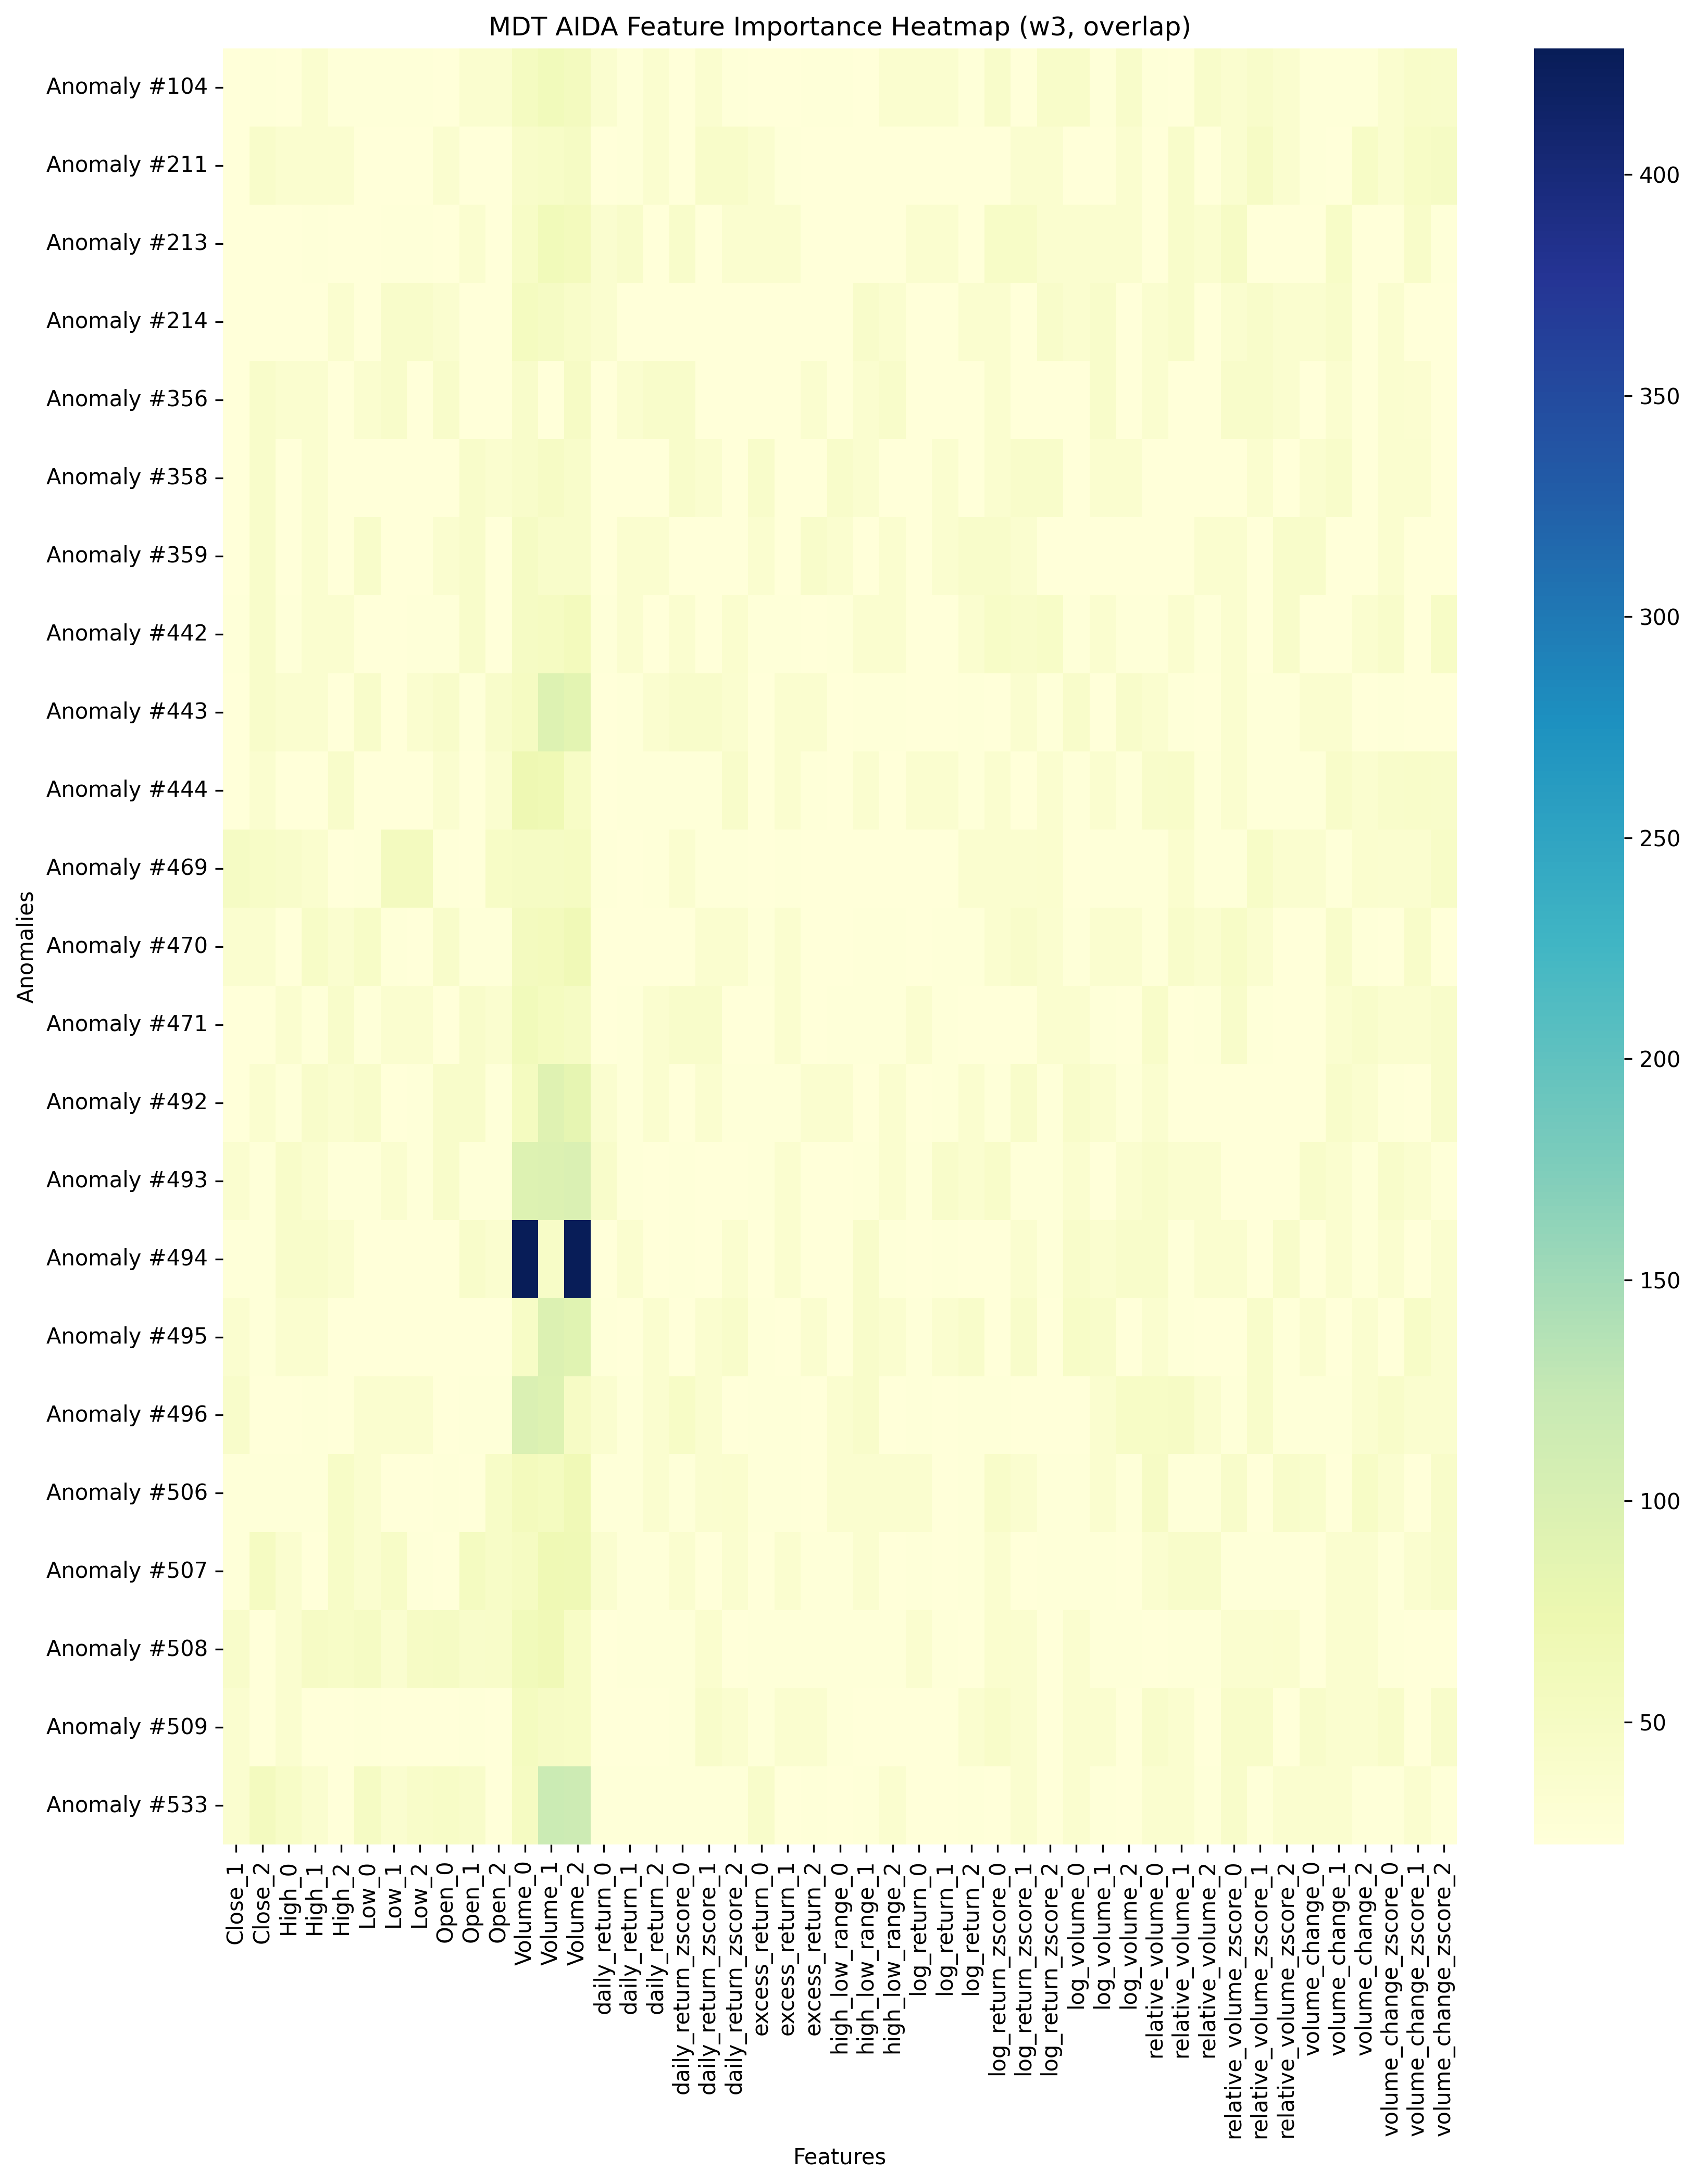 MDT AIDA Feature Importance Heatmap (w3, overlap)
Anomalies
Anomaly #104
Anomaly #211
Anomaly #213
Anomaly #214
Anomaly #356
Anomaly #358
Anomaly #359
Anomaly #442
Anomaly #443
Anomaly #444
Anomaly #469
Anomaly #470
Anomaly #471
Anomaly #492
Anomaly #493
Anomaly #494
Anomaly #495
Anomaly #496
Anomaly #506
Anomaly #507
Anomaly #508
Anomaly #509
Anomaly #533
Close_1
Close_2
High_0
High_1
High_2
Low_0
Low_1
Low_2
Open_0
Open_1
Open_2
Volume_0
Volume_1
Volume_2
daily_return_0
daily_return_1
daily_return_2
daily_return_zscore_0
daily_return_zscore_1
daily_return_zscore_2
excess_return_0
excess_return_1
excess_return_2
high_low_range_0
high_low_range_1
high_low_range_2
log_return_0
log_return_1
log_return_2
log_return_zscore_0
log_return_zscore_1
log_return_zscore_2
log_volume_0
log_volume_1
log_volume_2
relative_volume_0
relative_volume_1
relative_volume_2
relative_volume_zscore_0
relative_volume_zscore_1
relative_volume_zscore_2
volume_change_0
volume_change_1
volume_change_2
volume_change_zscore_0
volume_change_zscore_1
volume_change_zscore_2
Features
400
350
300
250
200
150
100
50